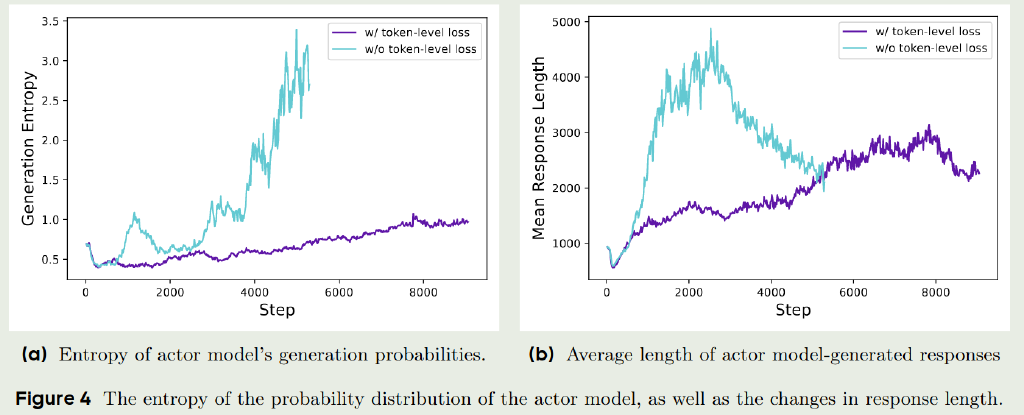 3.5
3.0
2.5
2.0
1.5
1.0
0.5
Generation Entropy
w/ token-level loss
w/o token-level loss
0 2000 4000 6000 8000
Step
5000
4000
3000
2000
1000
Mean Response Length
w/ token-level loss
w/o token-level loss
0 2000 4000 6000 8000
Step
(a) Entropy of actor model's generation probabilities.
(b) Average length of actor model-generated responses
Figure 4 The entropy of the probability distribution of the actor model, as well as the changes in response length.